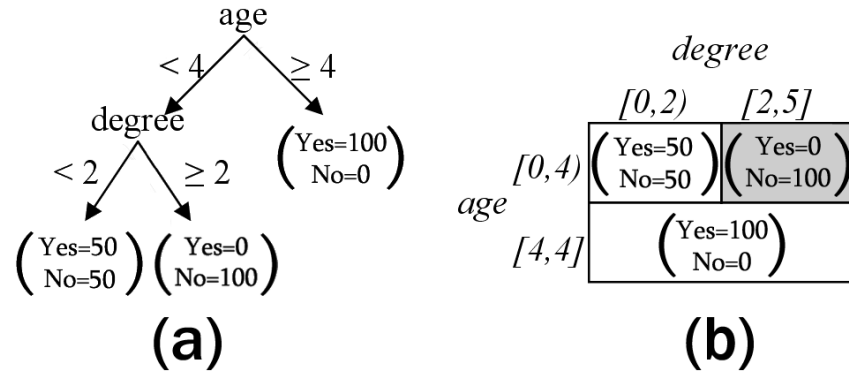 age
< 4
≥ 4
degree
Yes=100
No=0
< 2
≥ 2
Yes=50
No=50
Yes=0
No=100
(a)
degree
[0,2)
[2,5]
age
[0,4)
Yes=50
No=50
Yes=0
No=100
[4,4]
Yes=100
No=0
(b)